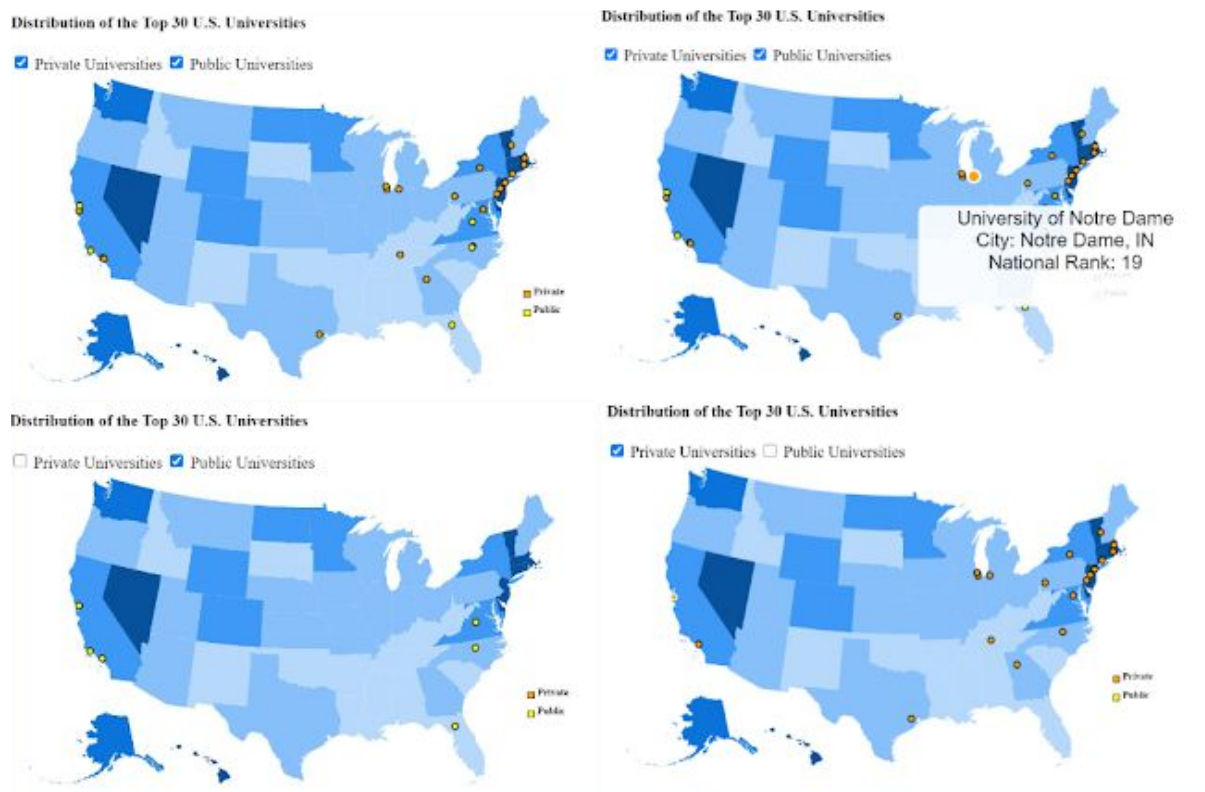 Distribution of the Top 30 U.S. Universities
Private Universities Public Universities
Private
Public
Distribution of the Top 30 U.S. Universities
Private Universities Public Universities
University of Notre Dame
City: Notre Dame, IN
National Rank: 19
Distribution of the Top 30 U.S. Universities
Private Universities Public Universities
Private
Public
Distribution of the Top 30 U.S. Universities
Private Universities Public Universities
Private
Public